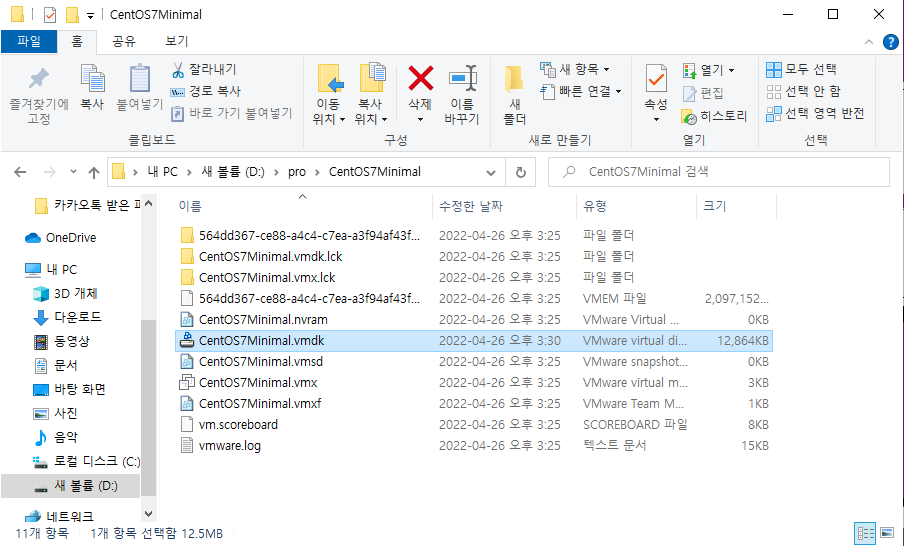 CentOS7Minimal
파일 홈 공유 보기
즐겨찾기에 고정
복사
붙여넣기
잘라내기
경로 복사
바로 가기 붙여넣기
클립보드
이동 위치
복사 위치
삭제
이름 바꾸기
구성
새 폴더
새 항목
빠른 연결
새로 만들기
속성
열기
편집
히스토리
열기
모두 선택
선택 안 함
선택 영역 반전
선택
내 PC > 새 볼륨 (D:) > pro > CentOS7Minimal
CentOS7Minimal 검색
카카오톡 받은
OneDrive
내 PC
3D 개체
다운로드
동영상
문서
바탕 화면
사진
음악
로컬 디스크 (C:)
새 볼륨 (D:)
네트워크
이름 수정한 날짜 유형 크기
564dd367-ce88-a4c4-c7ea-a3f94af43f... 2022-04-26 오후 3:25 파일 폴더
CentOS7Minimal.vmdk.lck 2022-04-26 오후 3:25 파일 폴더
CentOS7Minimal.vmx.lck 2022-04-26 오후 3:25 파일 폴더
564dd367-ce88-a4c4-c7ea-a3f94af43f... 2022-04-26 오후 3:25 VMEM 파일 2,097,152...
CentOS7Minimal.nvram 2022-04-26 오후 3:25 VMware Virtual ... 0KB
CentOS7Minimal.vmdk 2022-04-26 오후 3:30 VMware virtual di... 12,864KB
CentOS7Minimal.vmsd 2022-04-26 오후 3:25 VMware snapshot... 0KB
CentOS7Minimal.vmx 2022-04-26 오후 3:25 VMware virtual m... 3KB
CentOS7Minimal.vmxf 2022-04-26 오후 3:25 VMware Team M... 1KB
vm.scoreboard 2022-04-26 오후 3:25 SCOREBOARD 파일 8KB
vmware.log 2022-04-26 오후 3:25 텍스트 문서 15KB
11개 항목 1개 항목 선택함 12.5MB